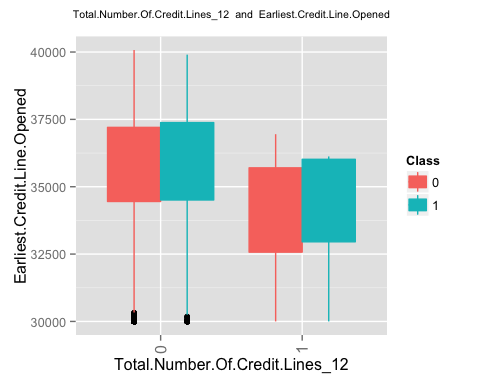 Total.Number.Of.Credit.Lines_12 and Earliest.Credit.Line.Opened
Earliest.Credit.Line.Opened
40000
37500
35000
32500
30000
0
1
Total.Number.Of.Credit.Lines_12
Class
0
1